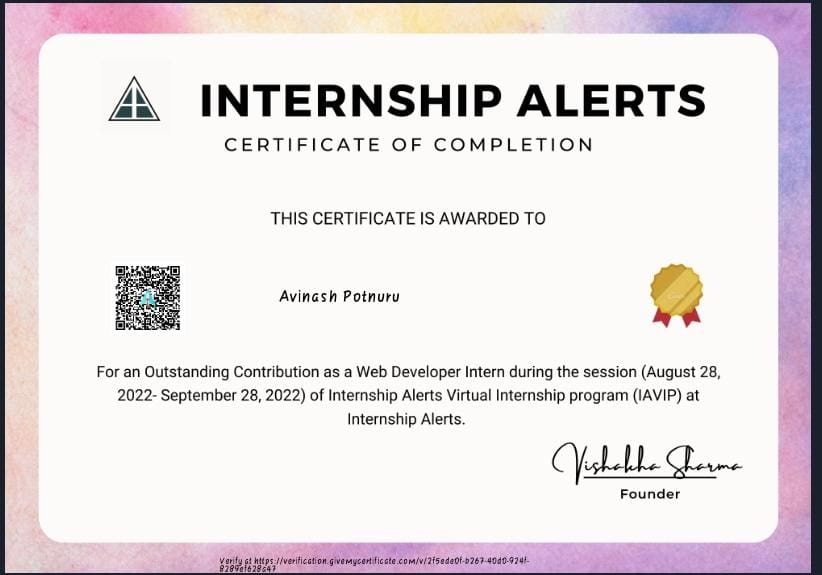 INTERNSHIP ALERTS
CERTIFICATE OF COMPLETION
THIS CERTIFICATE IS AWARDED TO
Avinash Potnuru
For an Outstanding Contribution as a Web Developer Intern during the session (August 28,
2022- September 28, 2022) of Internship Alerts Virtual Internship program (IAVIP) at
Internship Alerts.
Vishakha Sharma
Founder
Verify at https://verification.givemycertificate.com/v/2f5ede0f-b267-40d0-924f-
8289ef628a47